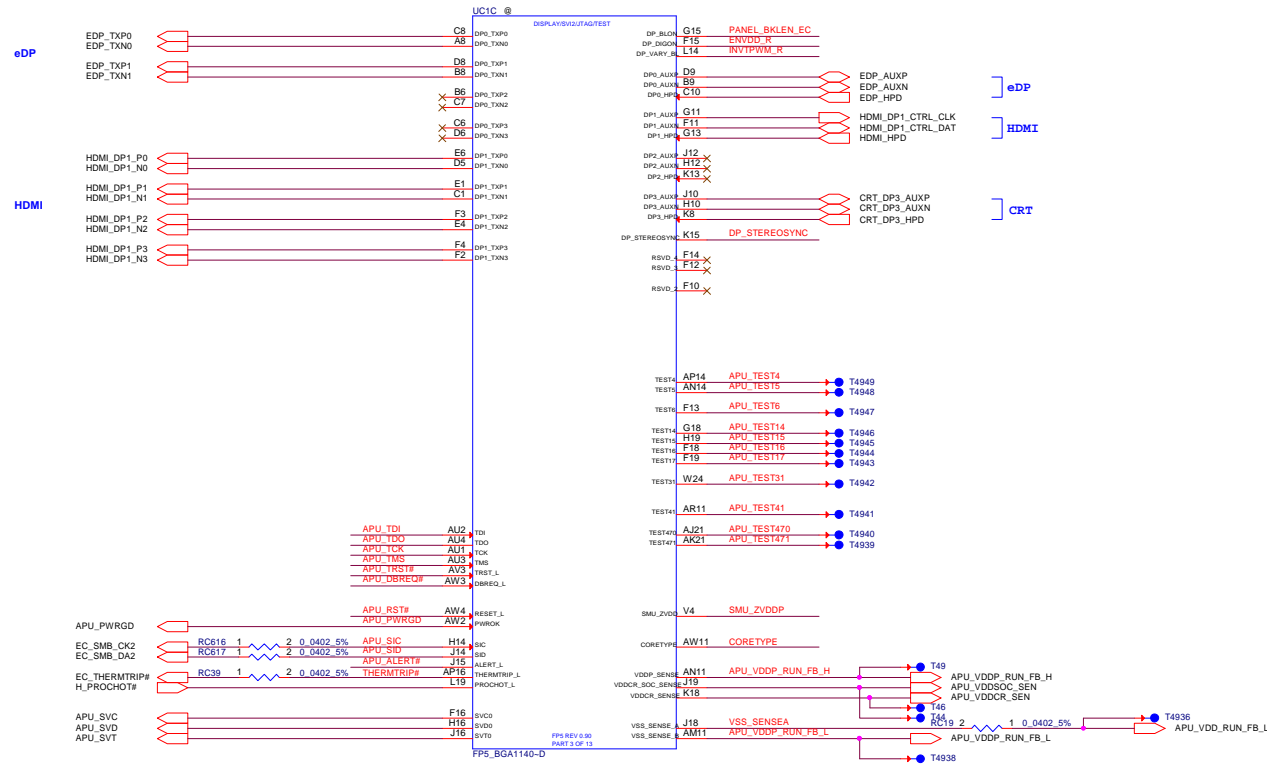 UC1C @
DISPLAY/SVI2/JTAG/TEST
eDP
EDP_TXP0 C8 DP0_TXP0
EDP_TXN0 A8 DP0_TXN0
EDP_TXP1 D8 DP0_TXP1
EDP_TXN1 B8 DP0_TXN1
B6 DP0_TXP2
C7 DP0_TXN2
C6 DP0_TXP3
D6 DP0_TXN3
HDMI
HDMI_DP1_P0 E6 DP1_TXP0
HDMI_DP1_N0 D5 DP1_TXN0
HDMI_DP1_P1 E1 DP1_TXP1
HDMI_DP1_N1 C1 DP1_TXN1
HDMI_DP1_P2 F3 DP1_TXP2
HDMI_DP1_N2 E4 DP1_TXN2
HDMI_DP1_P3 F4 DP1_TXP3
HDMI_DP1_N3 F2 DP1_TXN3
APU_TDI AU2 TDI
APU_TDO AU4 TDO
APU_TCK AU1 TCK
APU_TMS AU3 TMS
APU_TRST# AV3 TRST_L
APU_DBREQ# AW3 DBREQ_L
APU_RST# AW4 RESET_L
APU_PWRGD APU_PWRGD AW2 PWROK
EC_SMB_CK2 RC616 1 2 0_0402_5% APU_SIC H14 SIC
EC_SMB_DA2 RC617 1 2 0_0402_5% APU_SID J14 SID
APU_ALERT# J15 ALERT_L
EC_THERMTRIP# RC39 1 2 0_0402_5% THERMTRIP# AP16 THERMTRIP_L
H_PROCHOT# L19 PROCHOT_L
APU_SVC F16 SVC0
APU_SVD H16 SVD0
APU_SVT J16 SVT0
DP_BLON G15 PANEL_BKLEN_EC
DP_DIGON F15 ENVDD_R
DP_VARY_BL L14 INVTPWM_R
DP0_AUXP D9 EDP_AUXP
DP0_AUXN B9 EDP_AUXN
DP0_HPD C10 EDP_HPD
eDP
DP1_AUXP G11 HDMI_DP1_CTRL_CLK
DP1_AUXN F11 HDMI_DP1_CTRL_DAT
DP1_HPD G13 HDMI_HPD
HDMI
DP2_AUXP J12
DP2_AUXN H12
DP2_HPD K13
DP3_AUXP J10 CRT_DP3_AUXP
DP3_AUXN H10 CRT_DP3_AUXN
DP3_HPD K8 CRT_DP3_HPD
CRT
DP_STEREOSYNC K15 DP_STEREOSYNC
RSVD_4 F14
RSVD_3 F12
RSVD_2 F10
TEST4 AP14 APU_TEST4 T4949
TEST5 AN14 APU_TEST5 T4948
TEST6 F13 APU_TEST6 T4947
TEST14 G18 APU_TEST14 T4946
TEST15 H19 APU_TEST15 T4945
TEST16 F18 APU_TEST16 T4944
TEST17 F19 APU_TEST17 T4943
TEST31 W24 APU_TEST31 T4942
TEST41 AR11 APU_TEST41 T4941
TEST470 AJ21 APU_TEST470 T4940
TEST471 AK21 APU_TEST471 T4939
SMU_ZVDD V4 SMU_ZVDDP
CORETYPE AW11 CORETYPE
T49
VDDP_SENSE AN11 APU_VDDP_RUN_FB_H APU_VDDP_RUN_FB_H
VDDCR_SOC_SENSE J19 APU_VDDSOC_SEN
VDDCR_SENSE K18 APU_VDDCR_SEN
T46
T44
VSS_SENSE_A J18 VSS_SENSEA RC19 2 1 0_0402_5% T4936
APU_VDD_RUN_FB_L
VSS_SENSE_B AM11 APU_VDDP_RUN_FB_L APU_VDDP_RUN_FB_L
T4938
FP5 REV 0.90
PART 3 OF 13
FP5_BGA1140~D